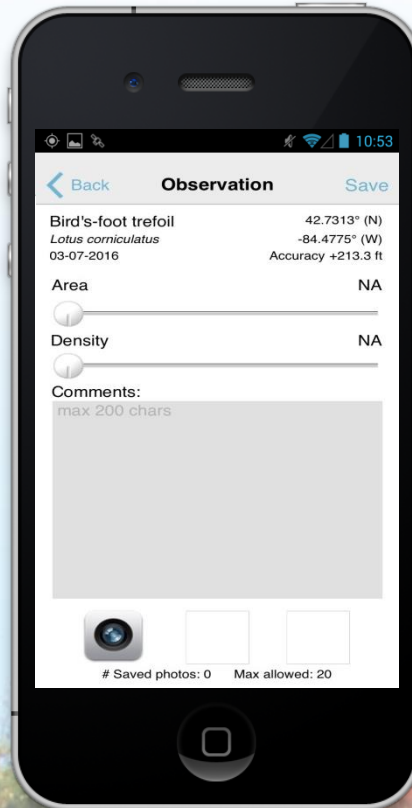 10:53
Back Observation Save
Bird's-foot trefoil 42.7313° (N)
Lotus corniculatus -84.4775° (W)
03-07-2016 Accuracy +213.3 ft
Area NA
Density NA
Comments:
max 200 chars
# Saved photos: 0 Max allowed: 20